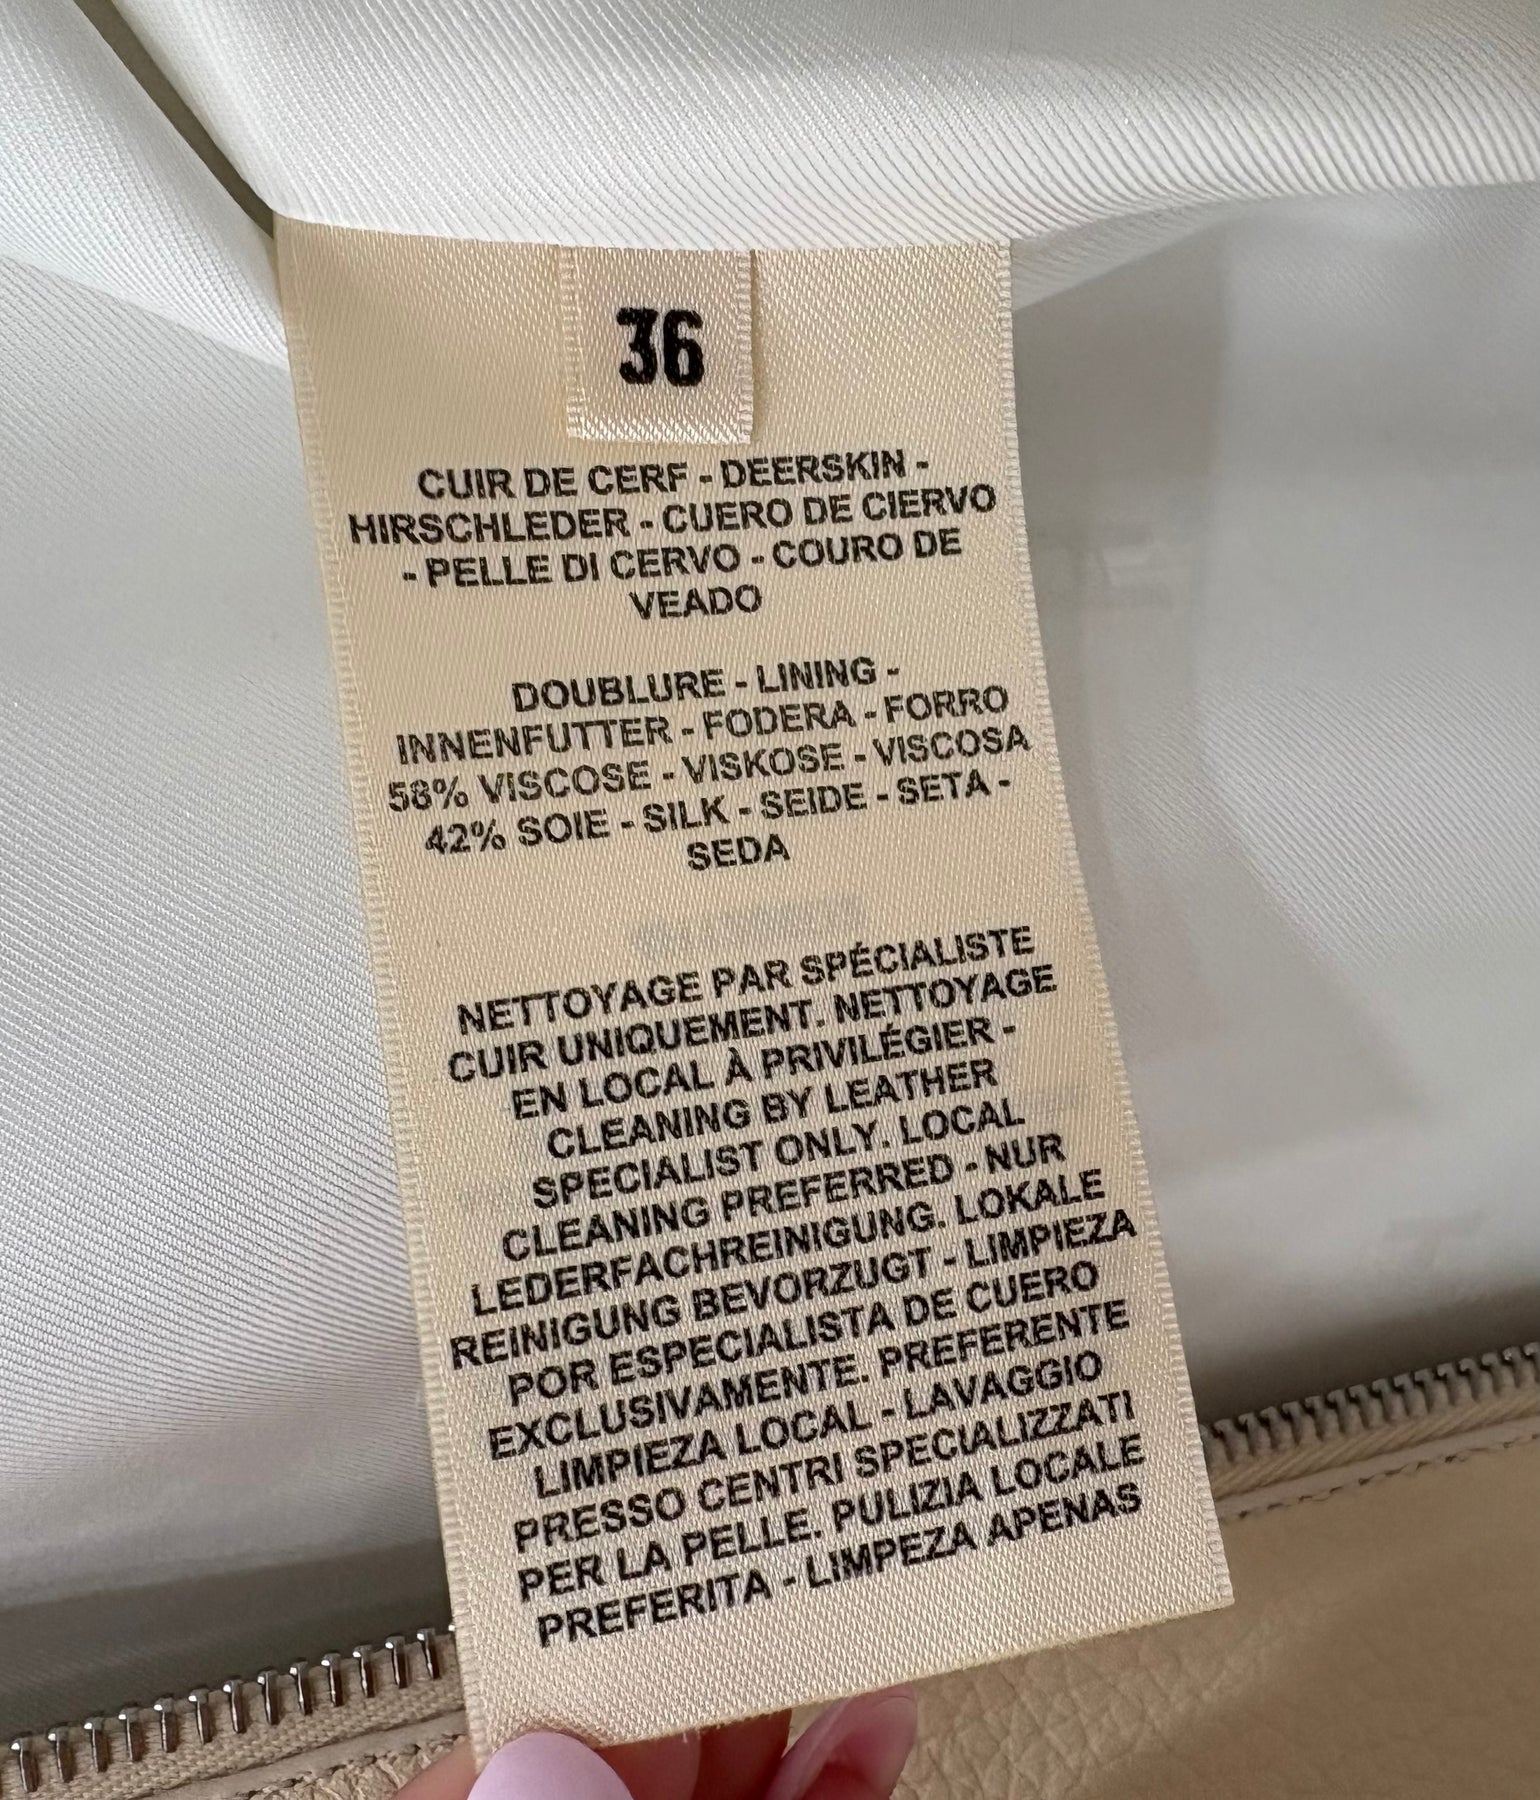 36
CUIR DE CERF - DEERSKIN -
HIRSCHLEDER - CUERO DE CIERVO
- PELLE DI CERVO - COURO DE
VEADO
DOUBLURE - LINING -
INNENFUTTER - FODERA - FORRO
58% VISCOSE - VISKOSE - VISCOSA
42% SOIE - SILK - SEIDE - SETA -
SEDA
NETTOYAGE PAR SPÉCIALISTE
CUIR UNIQUEMENT. NETTOYAGE
EN LOCAL À PRIVILÉGIER -
CLEANING BY LEATHER
SPECIALIST ONLY. LOCAL
CLEANING PREFERRED - NUR
LEDERFACHREINIGUNG. LOKALE
REINIGUNG BEVORZUGT - LIMPIEZA
POR ESPECIALISTA DE CUERO
EXCLUSIVAMENTE. PREFERENTE
LIMPIEZA LOCAL - LAVAGGIO
PRESSO CENTRI SPECIALIZZATI
PER LA PELLE. PULIZIA LOCALE
PREFERITA - LIMPEZA APENAS